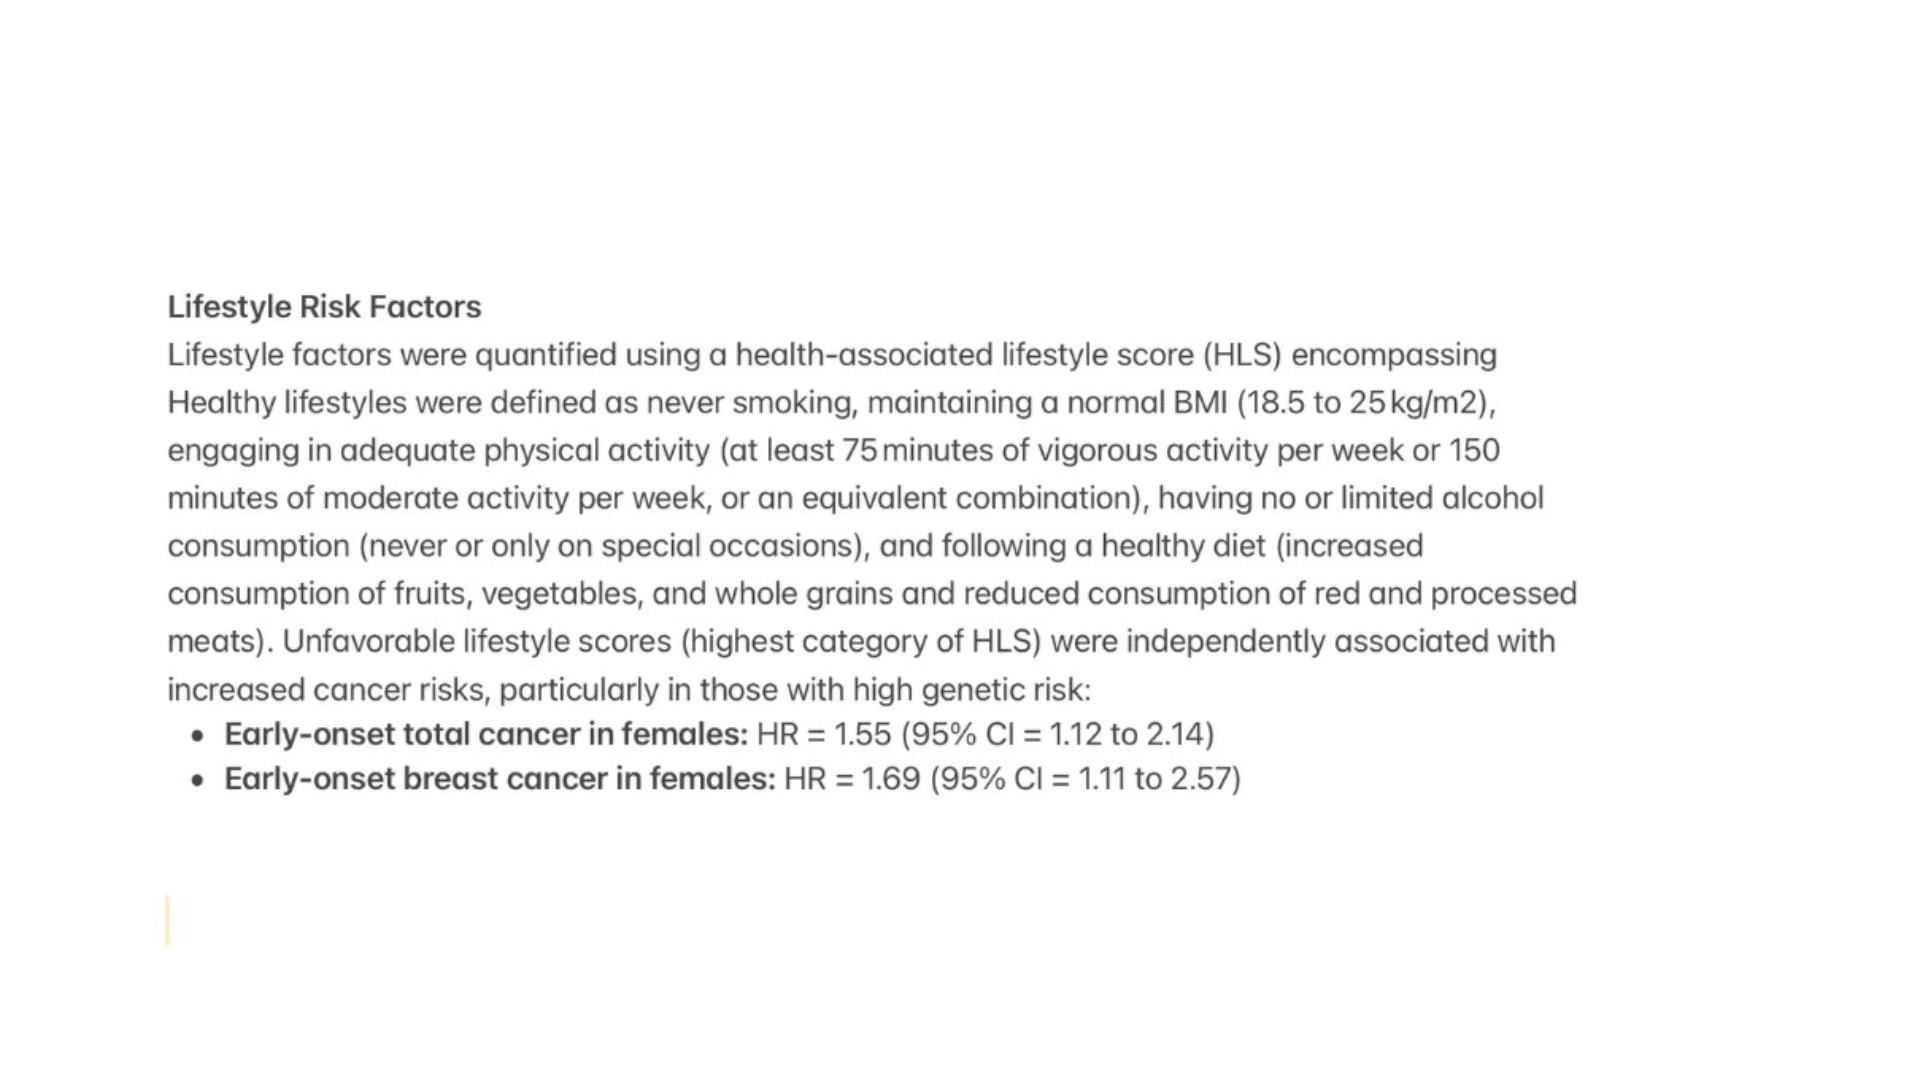 Lifestyle Risk Factors
Lifestyle factors were quantified using a health-associated lifestyle score (HLS) encompassing
Healthy lifestyles were defined as never smoking, maintaining a normal BMI (18.5 to 25 kg/m2),
engaging in adequate physical activity (at least 75 minutes of vigorous activity per week or 150
minutes of moderate activity per week, or an equivalent combination), having no or limited alcohol
consumption (never or only on special occasions), and following a healthy diet (increased
consumption of fruits, vegetables, and whole grains and reduced consumption of red and processed
meats). Unfavorable lifestyle scores (highest category of HLS) were independently associated with
increased cancer risks, particularly in those with high genetic risk:
• Early-onset total cancer in females: HR = 1.55 (95% CI = 1.12 to 2.14)
• Early-onset breast cancer in females: HR = 1.69 (95% CI = 1.11 to 2.57)